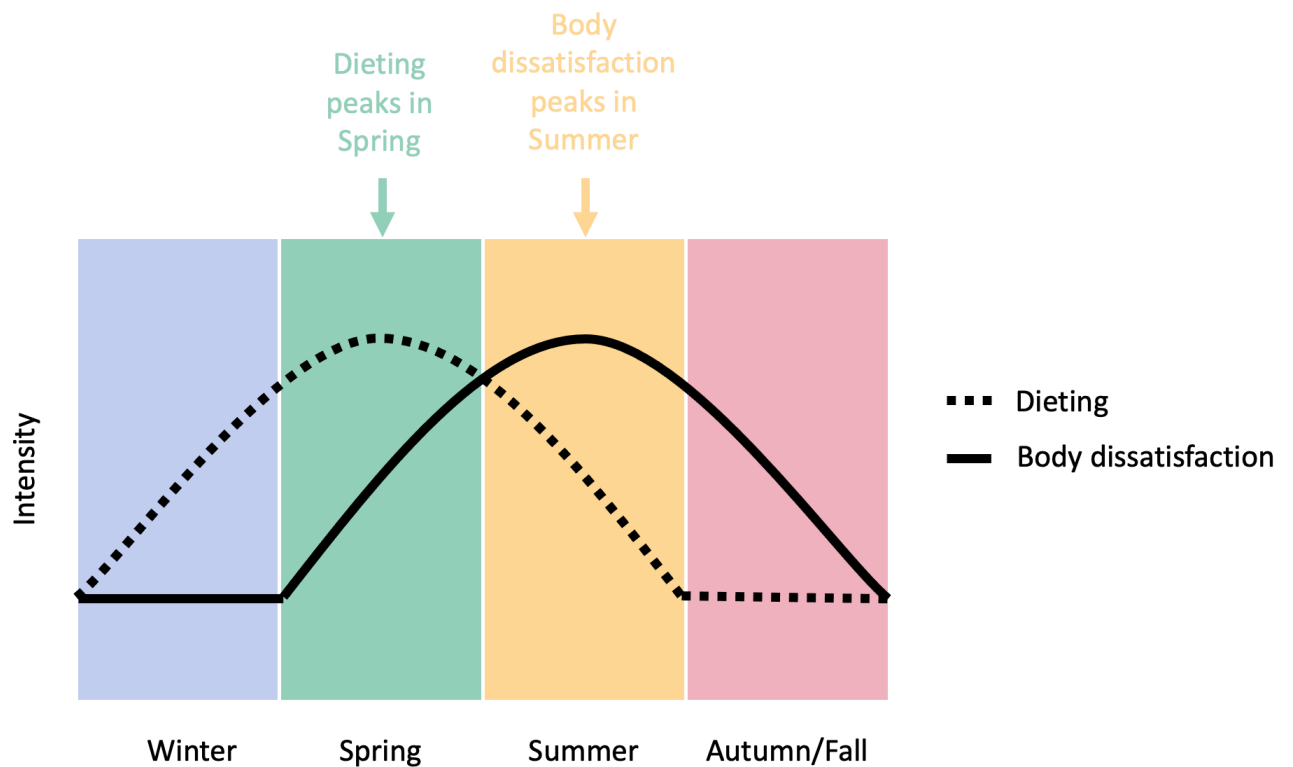 Dieting
peaks in
Spring
Body
dissatisfaction
peaks in
Summer
Intensity
Dieting
Body dissatisfaction
Winter
Spring
Summer
Autumn/Fall